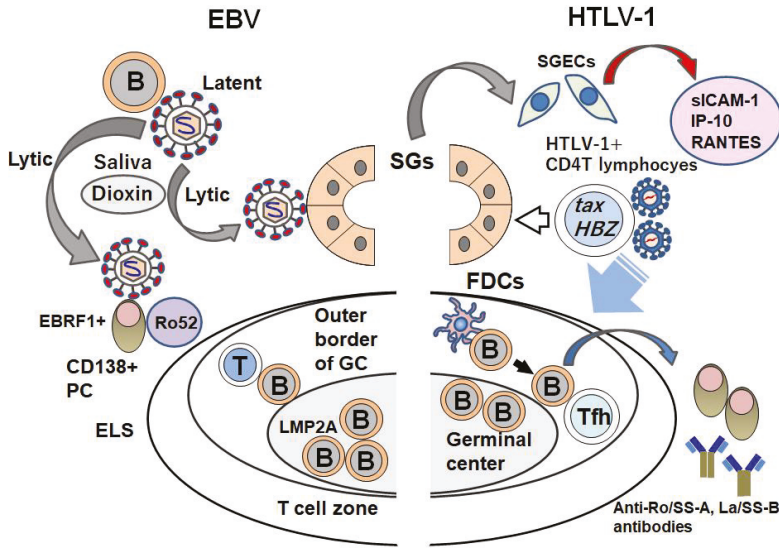 EBV
B
Latent
Lytic
Saliva
Dioxin
Lytic
EBRF1+
Ro52
CD138+
PC
SGs
HTLV-1
SGECs
sICAM-1
IP-10
RANTES
HTLV-1+
CD4T lymphocyes
tax
HBZ
FDCs
Outer
border
of GC
T
B
LMP2A
B
B
B
ELS
T cell zone
B
B
B
B
Tfh
Germinal
center
Anti-Ro/SS-A, La/SS-B
antibodies